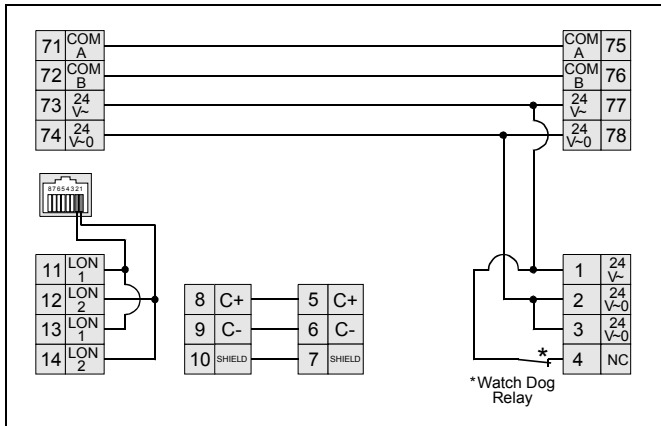 71 COM A
72 COM B
73 24 V~
74 24 V~0
COM A 75
COM B 76
24 V~ 77
24 V~0 78
87654321
11 LON 1
12 LON 2
13 LON 1
14 LON 2
8 C+
9 C-
10 SHIELD
5 C+
6 C-
7 SHIELD
1 24 V~
2 24 V~0
3 24 V~0
4 NC
*
*Watch Dog
Relay